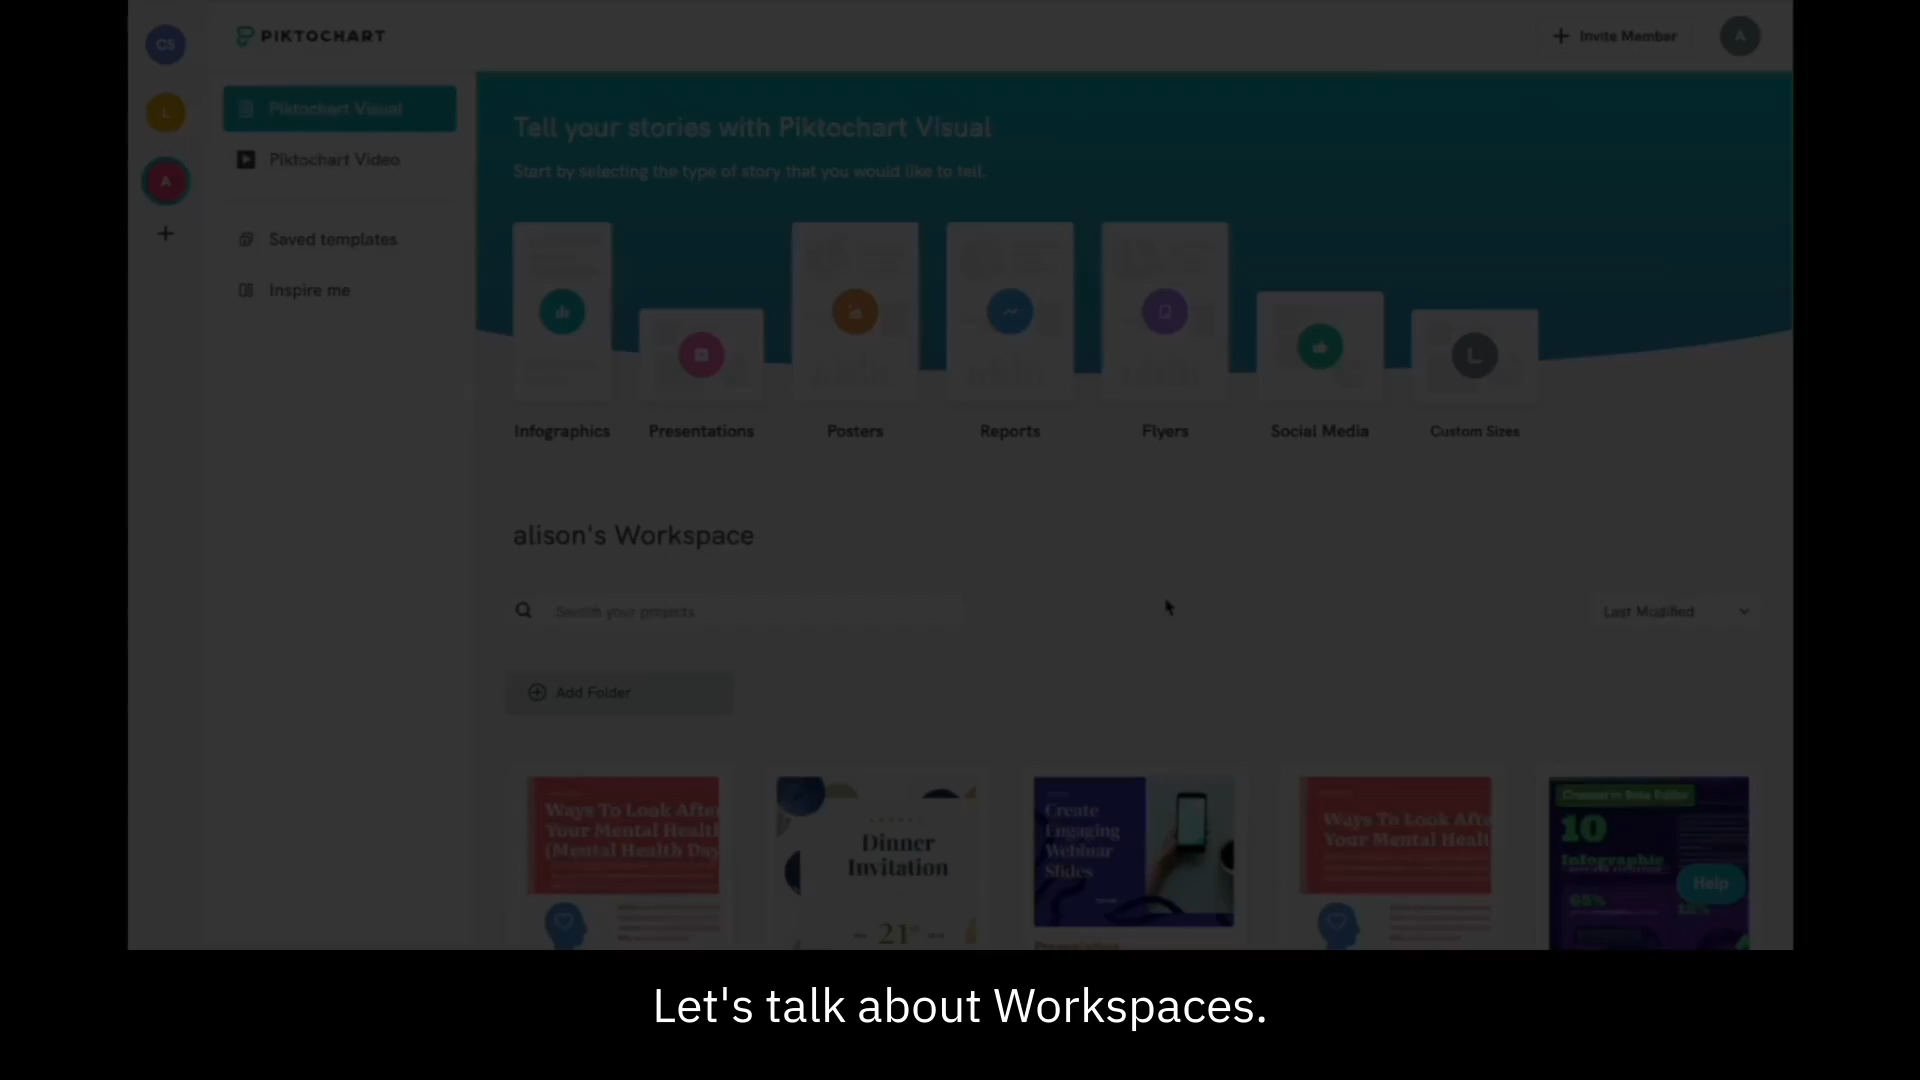 CS
PIKTOCHART
Invite Member
A
L
A
Piktochart Visual
Piktochart Video
Saved templates
Inspire me
Tell your stories with Piktochart Visual
Start by selecting the type of story that you would like to tell.
Infographics
Presentations
Posters
Reports
Flyers
Social Media
Custom Sizes
alison's Workspace
Search your projects
Last Modified
Add Folder
Ways To Look After
Your Mental Health
(Mental Health Day
Dinner
Invitation
21
Create
Engaging
Webinar
Slides
Ways To Look Afte
Your Mental Healt
10
Infographic
65%
Help
Let's talk about Workspaces.